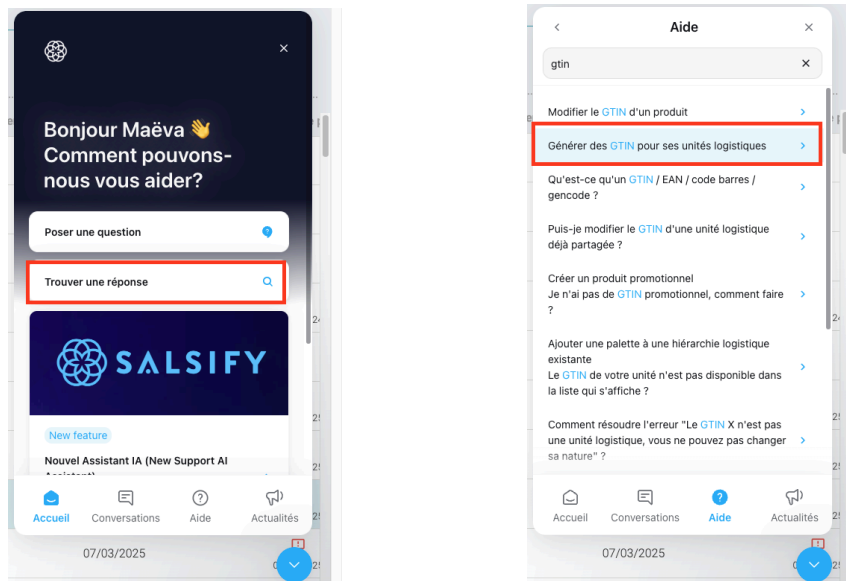 Bonjour Maëva 👋
Comment pouvons-
nous vous aider?
Poser une question
Trouver une réponse
SALSIFY
New feature
Nouvel Assistant IA (New Support AI
Accueil
Conversations
Aide
Actualités
07/03/2025
Aide
gtin
Modifier le GTIN d'un produit
Générer des GTIN pour ses unités logistiques
Qu'est-ce qu'un GTIN / EAN / code barres /
gencode ?
Puis-je modifier le GTIN d'une unité logistique
déjà partagée ?
Créer un produit promotionnel
Je n'ai pas de GTIN promotionnel, comment faire
?
Ajouter une palette à une hiérarchie logistique
existante
Le GTIN de votre unité n'est pas disponible dans
la liste qui s'affiche ?
Comment résoudre l'erreur "Le GTIN X n'est pas
une unité logistique, vous ne pouvez pas changer
sa nature" ?
Accueil
Conversations
Aide
Actualités
07/03/2025